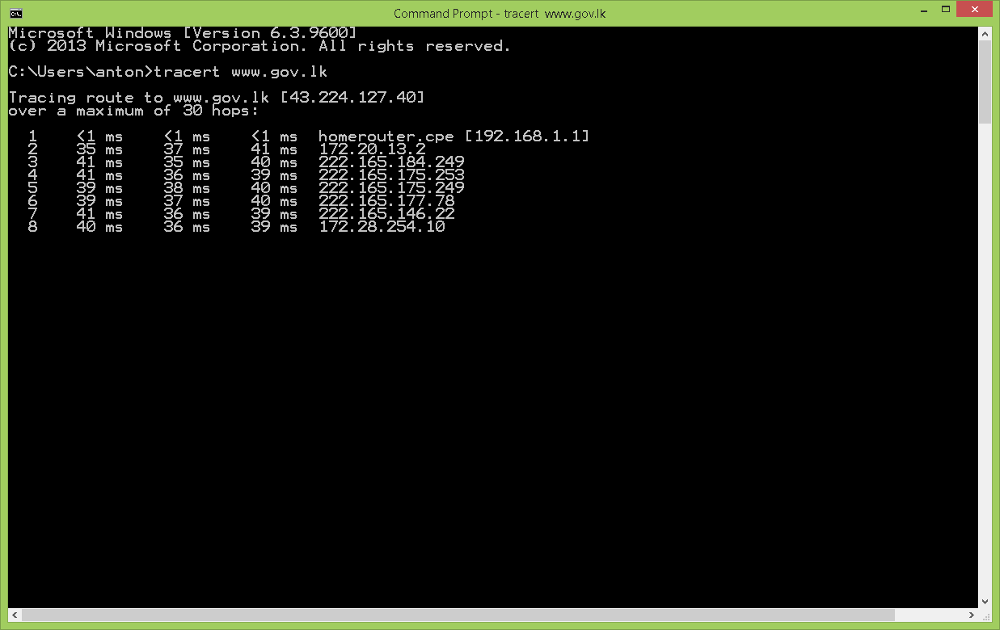 Command Prompt - tracert  www.gov.lk
Microsoft Windows [Version 6.3.9600]
(c) 2013 Microsoft Corporation. All rights reserved.
C:\Users\anton>tracert www.gov.lk
Tracing route to www.gov.lk [43.224.127.40]
over a maximum of 30 hops:
  1    <1 ms    <1 ms    <1 ms  homerouter.cpe [192.168.1.1]
  2    35 ms    37 ms    41 ms  172.20.13.2
  3    41 ms    35 ms    40 ms  222.165.184.249
  4    41 ms    36 ms    39 ms  222.165.175.253
  5    39 ms    38 ms    40 ms  222.165.175.249
  6    39 ms    37 ms    40 ms  222.165.177.78
  7    41 ms    36 ms    39 ms  222.165.146.22
  8    40 ms    36 ms    39 ms  172.28.254.10